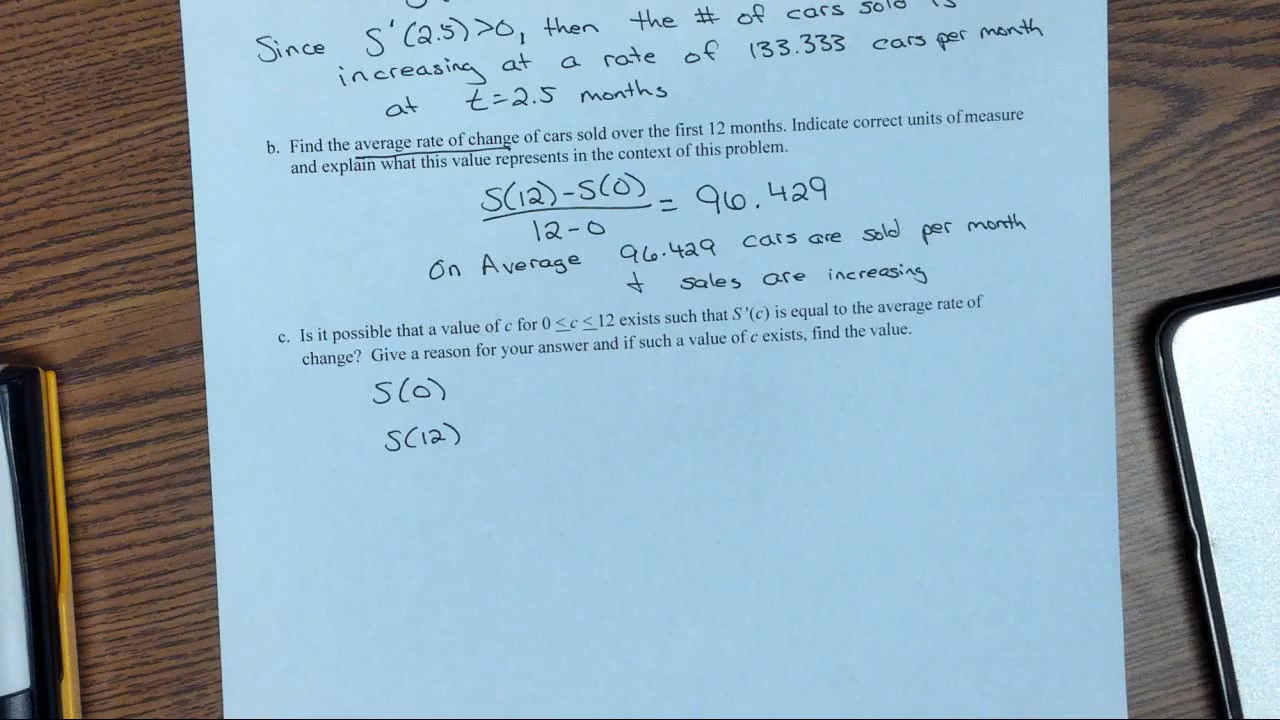 Since S'(2.5)>0, then the # of cars sold is
increasing at a rate of 133.333 cars per month
at t=2.5 months
b. Find the average rate of change of cars sold over the first 12 months. Indicate correct units of measure
and explain what this value represents in the context of this problem.
S(12)-S(0)
12-0
= 96.429
On Average 96.429 cars are sold per month
+ sales are increasing
c. Is it possible that a value of c for 0 ≤ c ≤ 12 exists such that S'(c) is equal to the average rate of
change? Give a reason for your answer and if such a value of c exists, find the value.
S(0)
S(12)